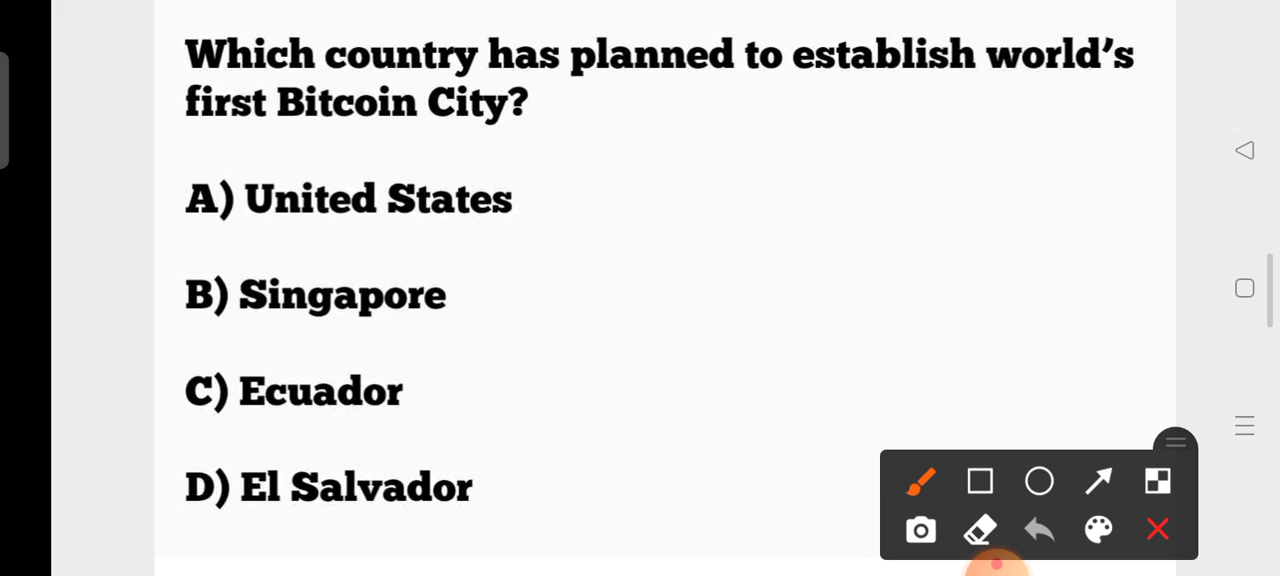 Which country has planned to establish world’s
first Bitcoin City?
A) United States
B) Singapore
C) Ecuador
D) El Salvador